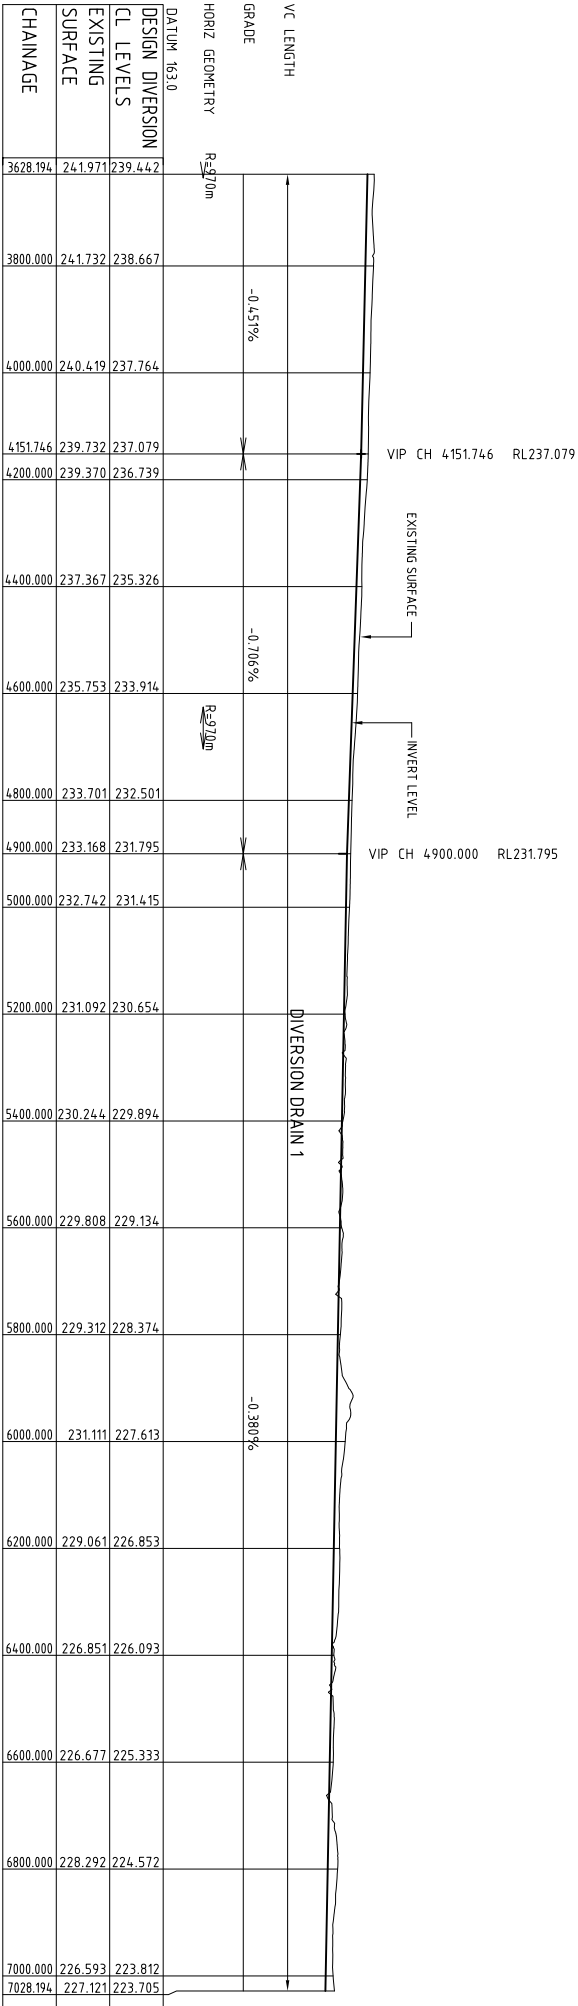 VC LENGTH
GRADE
HORIZ GEOMETRY
DATUM 163.0
DESIGN DIVERSION
CL LEVELS
EXISTING
SURFACE
CHAINAGE
R=970m
3628.194 241.971 239.442
3800.000 241.732 238.667
-0.451%
4000.000 240.419 237.764
4151.746 239.732 237.079
VIP CH 4151.746 RL237.079
4200.000 239.370 236.739
EXISTING SURFACE
4400.000 237.367 235.326
-0.706%
4600.000 235.753 233.914
R=970m
INVERT LEVEL
4800.000 233.701 232.501
4900.000 233.168 231.795
VIP CH 4900.000 RL231.795
5000.000 232.742 231.415
5200.000 231.092 230.654
DIVERSION DRAIN 1
5400.000 230.244 229.894
5600.000 229.808 229.134
5800.000 229.312 228.374
-0.380%
6000.000 231.111 227.613
6200.000 229.061 226.853
6400.000 226.851 226.093
6600.000 226.677 225.333
6800.000 228.292 224.572
7000.000 226.593 223.812
7028.194 227.121 223.705